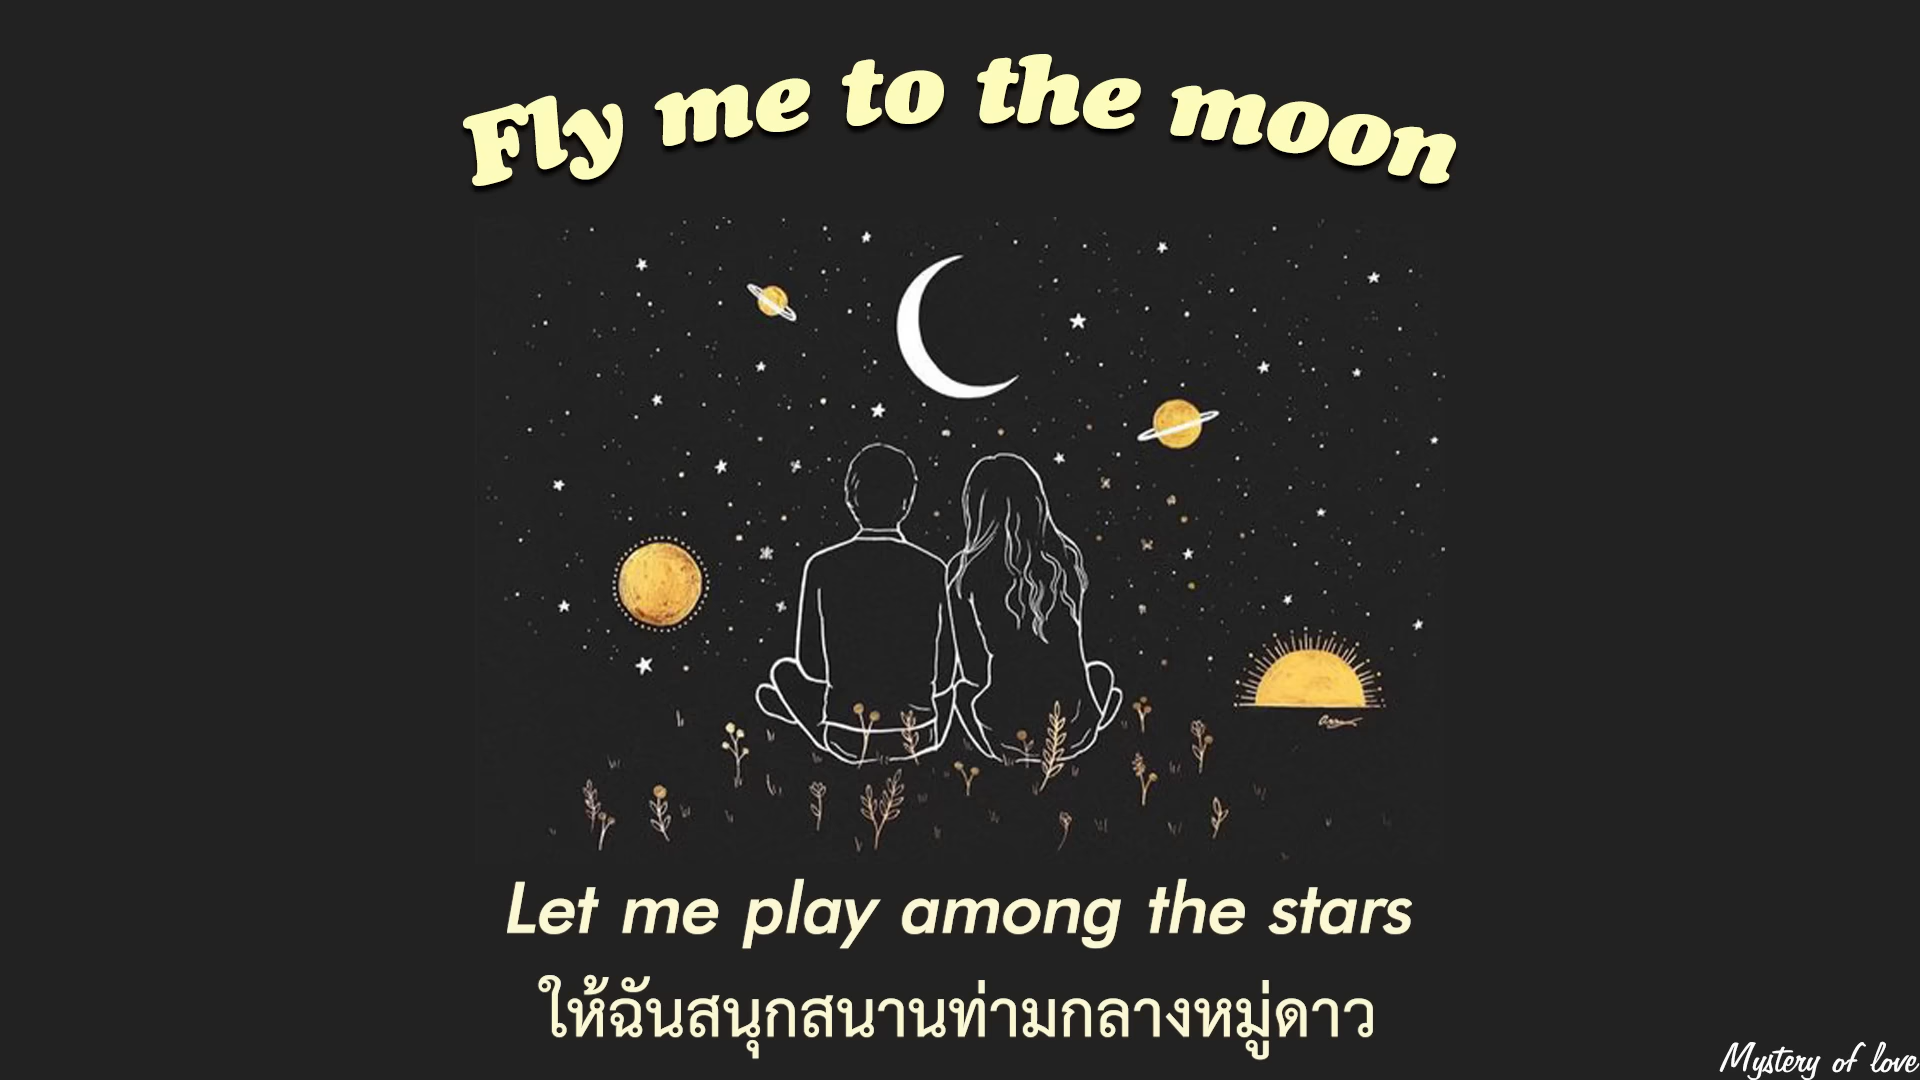 Fly me to the moon
Let me play among the stars
ให้ฉันสนุกสนานท่ามกลางหมู่ดาว
Mystery of love